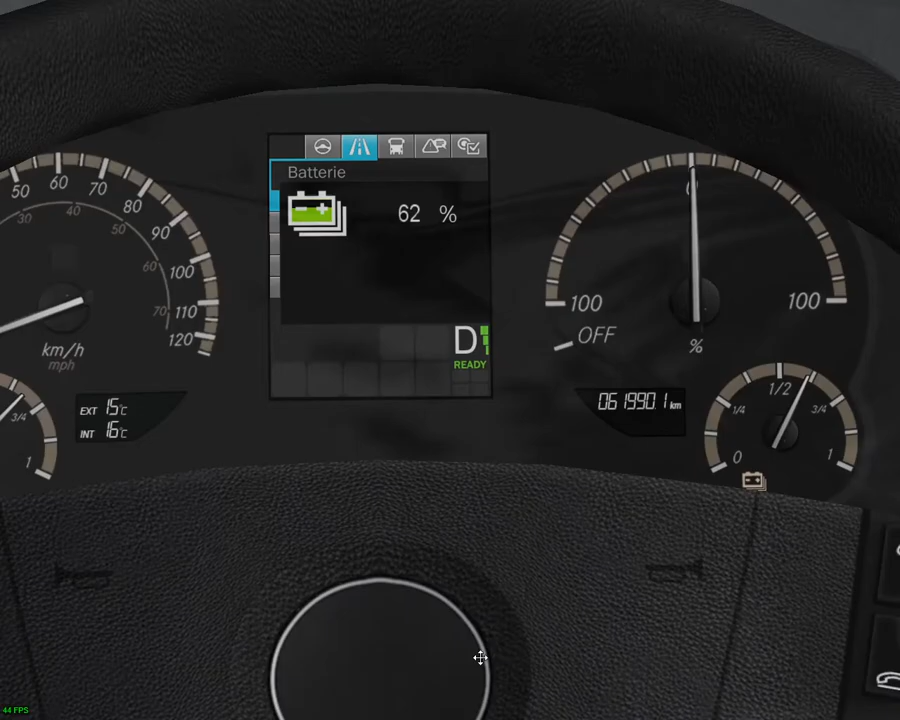 Batterie
62 %
D
READY
30
40
50
60
70
50
60
70
80
90
100
110
120
km/h
mph
3/4
1
EXT 15°C
INT 16°C
0
100
100
OFF
%
061990.1 km
0
1/4
1/2
3/4
1
44 FPS